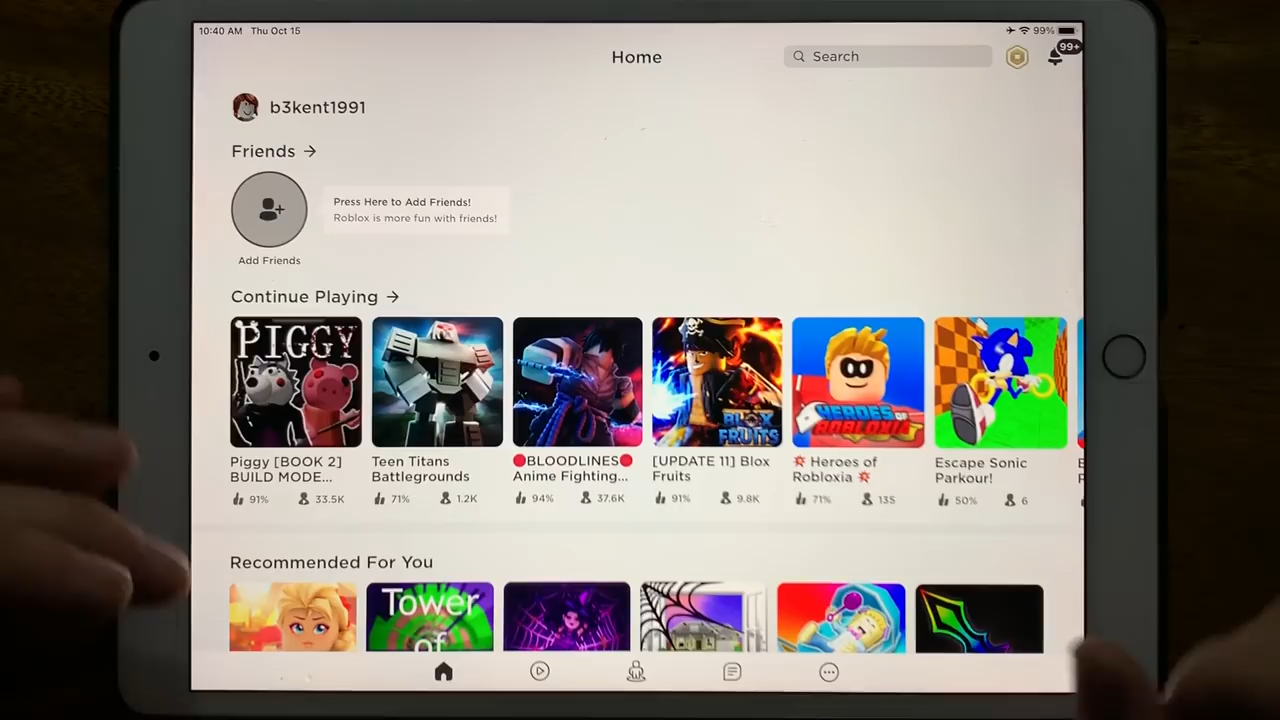 10:40 AM Thu Oct 15
99%
Home
Search
99+
b3kent1991
Friends →
Press Here to Add Friends!
Roblox is more fun with friends!
Add Friends
Continue Playing →
PIGGY
BLOX FRUITS
HEROES OF ROBLOXIA
Piggy [BOOK 2] BUILD MODE...
91% 33.5K
Teen Titans Battlegrounds
71% 1.2K
🔴BLOODLINES🔴 Anime Fighting...
94% 37.6K
[UPDATE 11] Blox Fruits
91% 9.8K
💥 Heroes of Robloxia 💥
71% 135
Escape Sonic Parkour!
50% 6
Recommended For You
Tower of